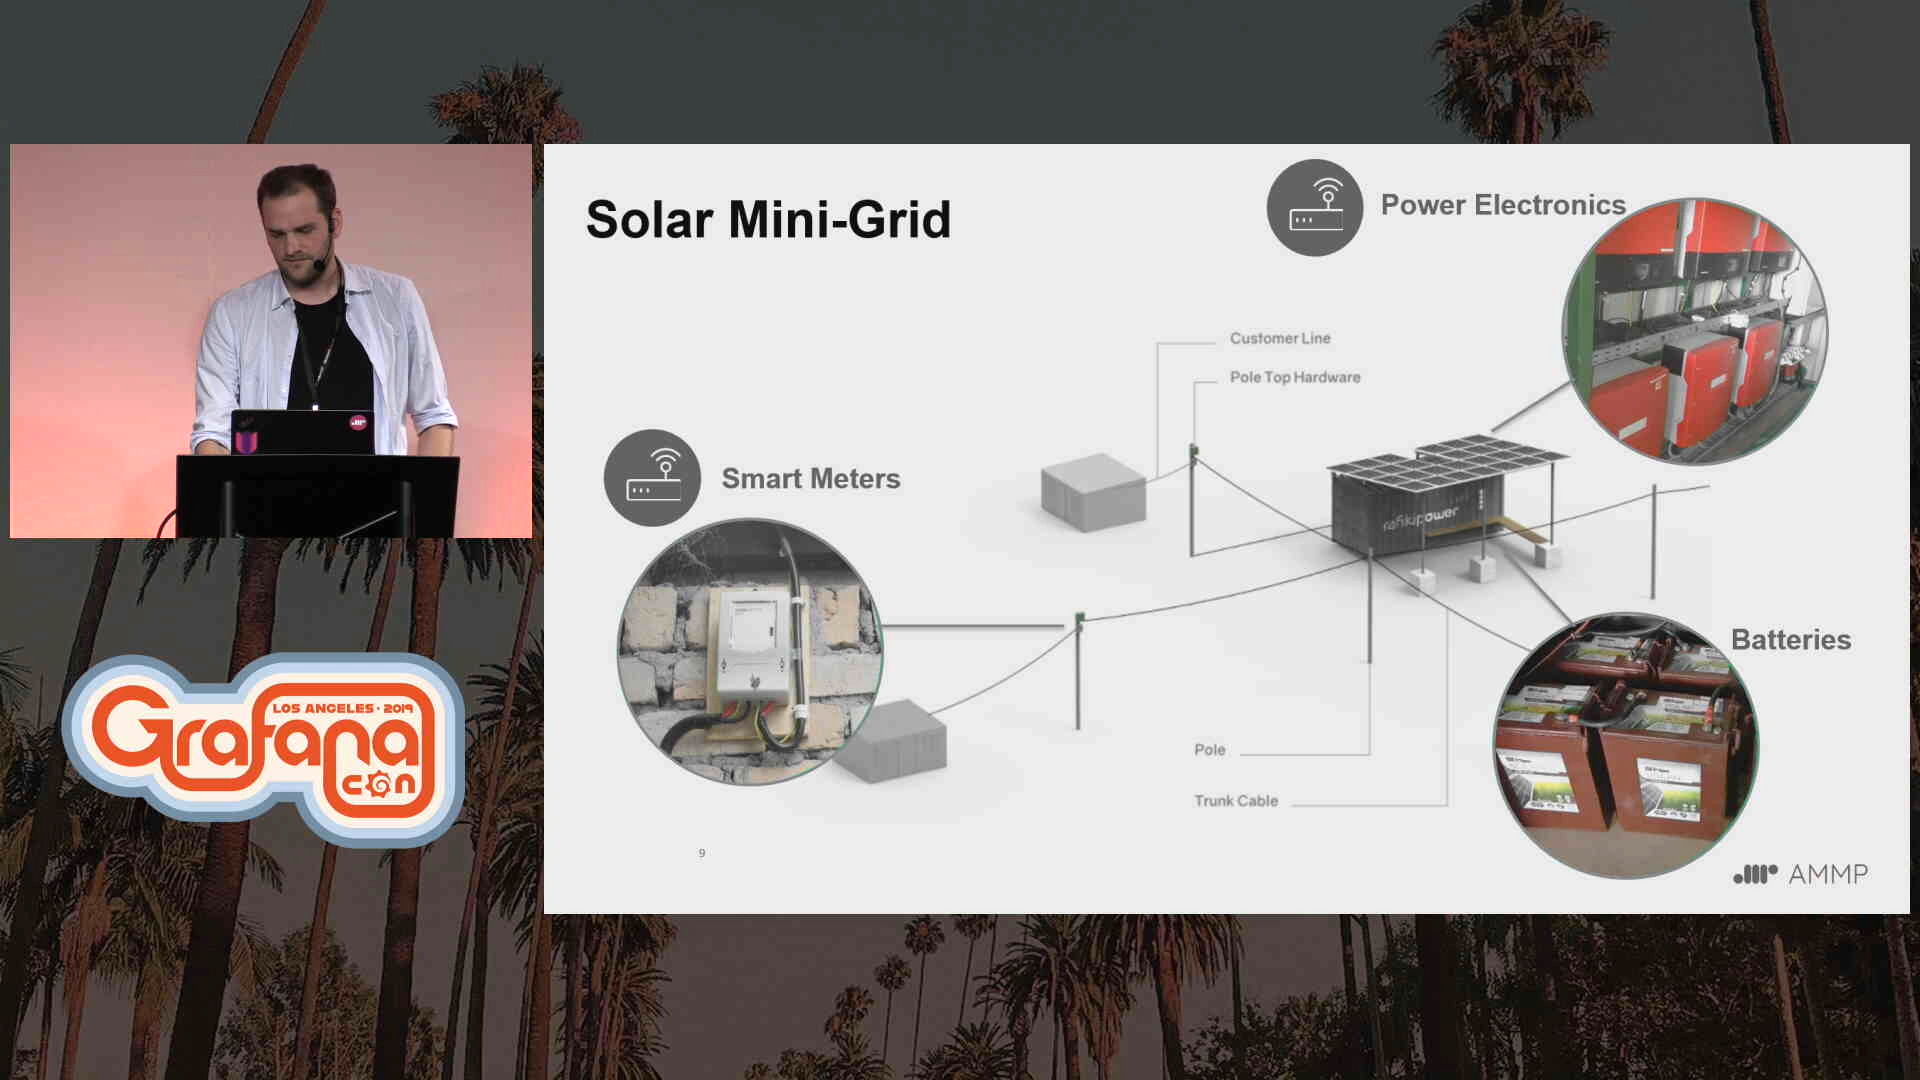 Solar Mini-Grid
Power Electronics
Customer Line
Pole Top Hardware
Smart Meters
rafikipower
Batteries
Pole
Trunk Cable
9
AMMP
LOS ANGELES · 2019
Grafana
con